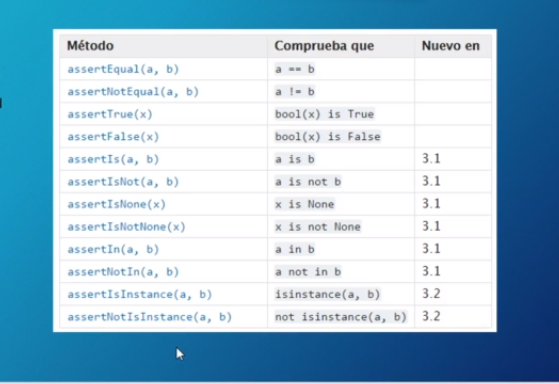 Método Comprueba que Nuevo en
assertEqual(a, b) a == b
assertNotEqual(a, b) a != b
assertTrue(x) bool(x) is True
assertFalse(x) bool(x) is False
assertIs(a, b) a is b 3.1
assertIsNot(a, b) a is not b 3.1
assertIsNone(x) x is None 3.1
assertIsNotNone(x) x is not None 3.1
assertIn(a, b) a in b 3.1
assertNotIn(a, b) a not in b 3.1
assertIsInstance(a, b) isinstance(a, b) 3.2
assertNotIsInstance(a, b) not isinstance(a, b) 3.2